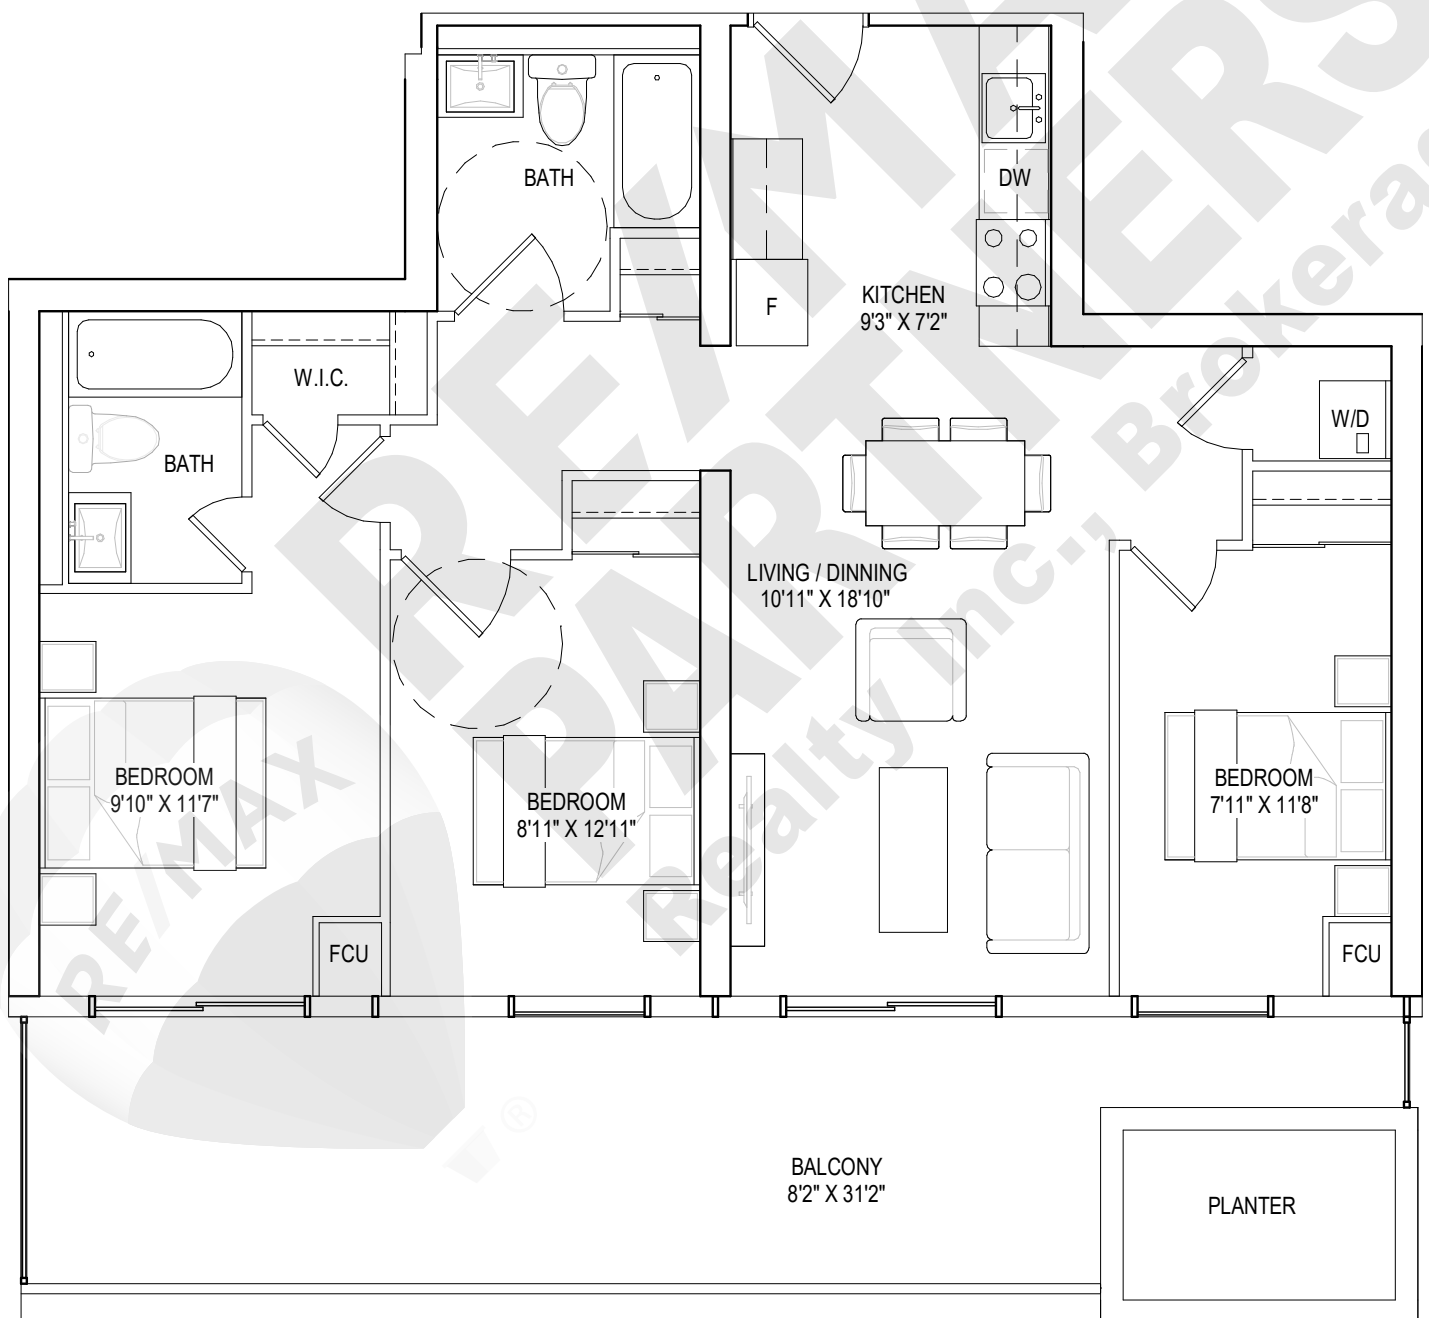 BATH
DW
F
KITCHEN
9'3" X 7'2"
W.I.C.
W/D
BATH
LIVING / DINNING
10'11" X 18'10"
BEDROOM
9'10" X 11'7"
BEDROOM
8'11" X 12'11"
BEDROOM
7'11" X 11'8"
FCU
FCU
BALCONY
8'2" X 31'2"
PLANTER
RE/MAX
PARTNERS
Realty Inc., Brokerage
RE/MAX
®